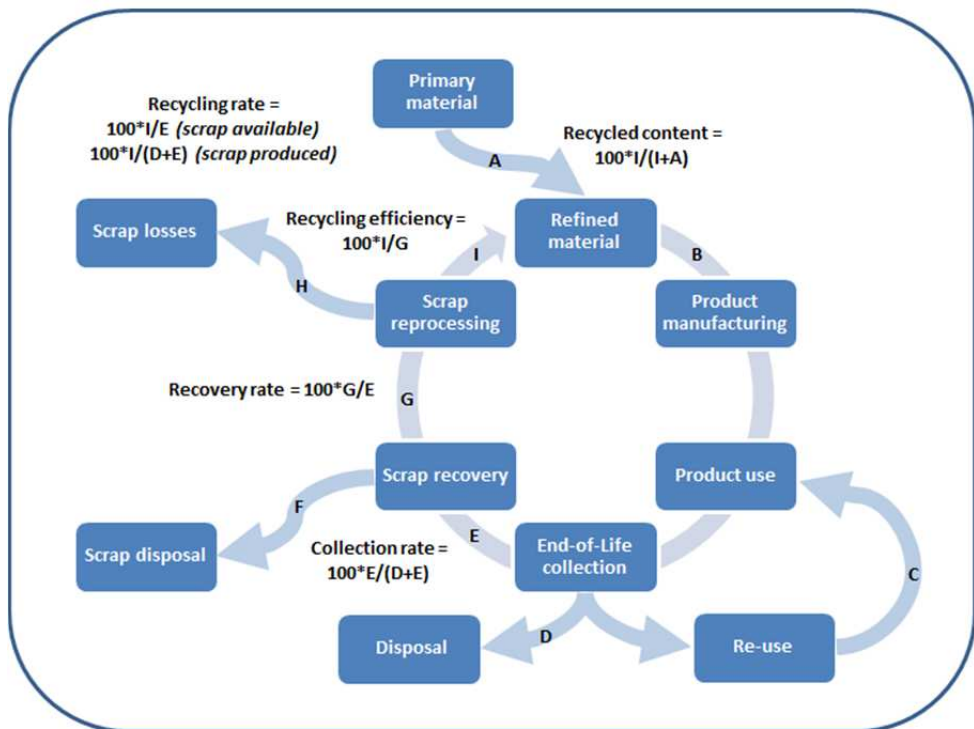 Primary
material
Recycling rate =
100*I/E (scrap available)
100*I/(D+E) (scrap produced)
A
Recycled content =
100*I/(I+A)
Scrap losses
Recycling efficiency =
100*I/G
Refined
material
I
B
H
Scrap
reprocessing
Product
manufacturing
Recovery rate = 100*G/E
G
Scrap recovery
Product use
F
E
Scrap disposal
Collection rate =
100*E/(D+E)
End-of-Life
collection
C
D
Disposal
Re-use